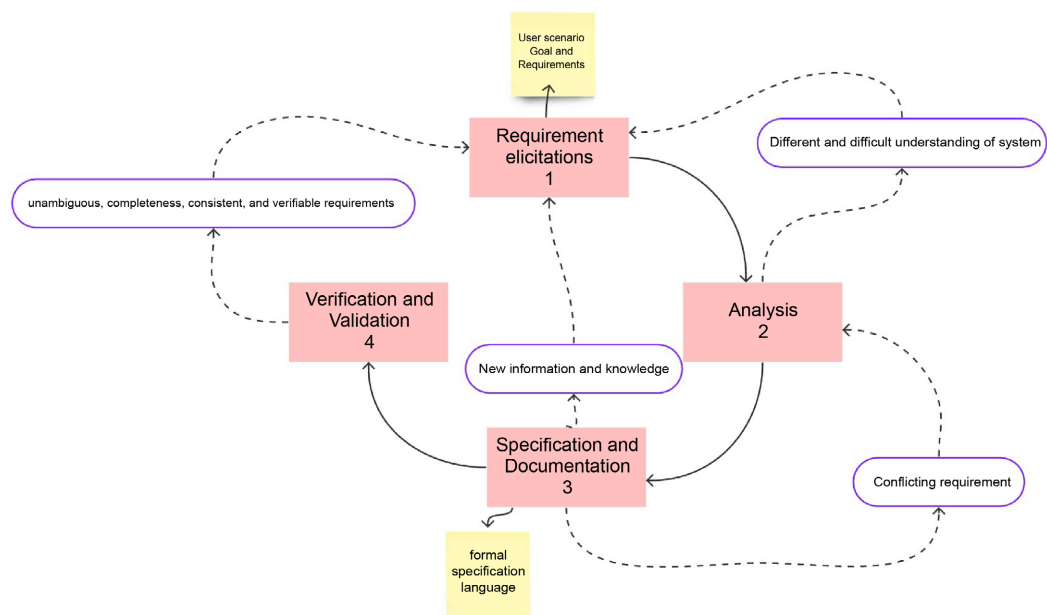 User scenario
Goal and
Requirements
Requirement
elicitations
1
Different and difficult understanding of system
unambiguous, completeness, consistent, and verifiable requirements
Verification and
Validation
4
Analysis
2
New information and knowledge
Specification and
Documentation
3
Conflicting requirement
formal
specification
language